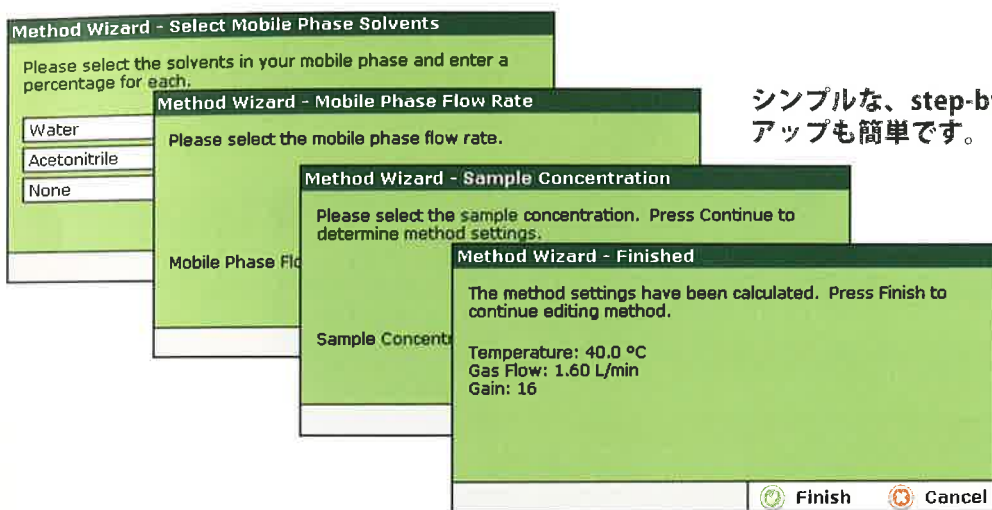 Method Wizard - Select Mobile Phase Solvents
Please select the solvents in your mobile phase and enter a
percentage for each.
Water
Acetonitrile
None
Method Wizard - Mobile Phase Flow Rate
Please select the mobile phase flow rate.
Mobile Phase
Method Wizard - Sample Concentration
Please select the sample concentration. Press Continue to
determine method settings.
Sample
Method Wizard - Finished
The method settings have been calculated. Press Finish to
continue editing method.
Temperature: 40.0 °C
Gas Flow: 1.60 L/min
Gain: 16
Finish
Cancel
シンプルな、step-b
アップも簡単です。